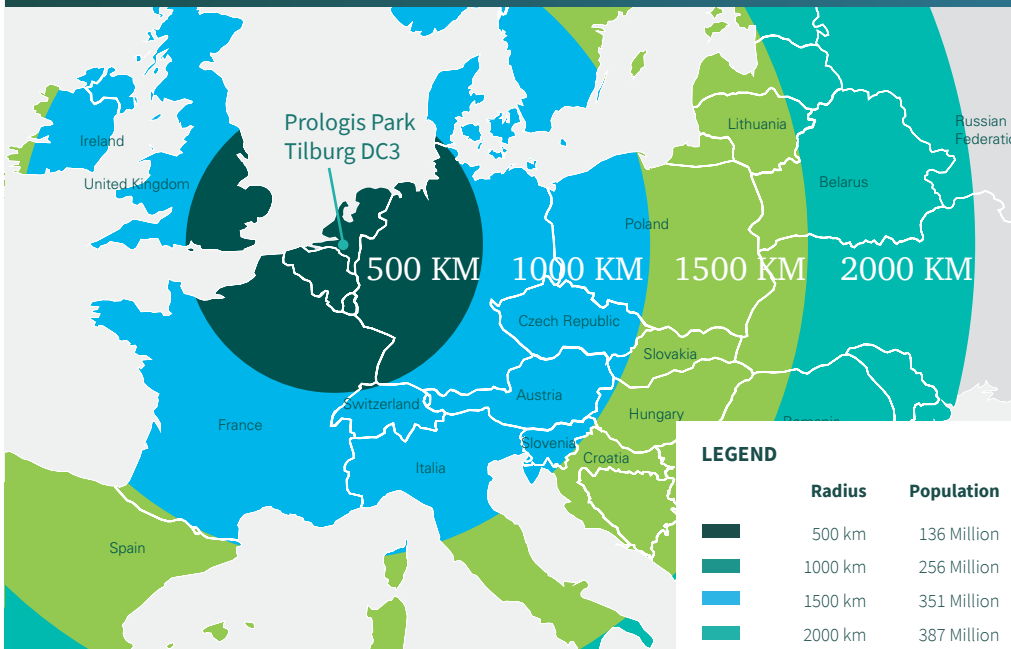 Prologis Park
Tilburg DC3
Ireland
United Kingdom
Lithuania
Russian
Belarus
Poland
500 KM
1000 KM
1500 KM
2000 KM
Czech Republic
Slovakia
Switzerland
Austria
France
Hungary
Slovenia
Croatia
Italia
Spain
LEGEND
Radius Population
500 km 136 Million
1000 km 256 Million
1500 km 351 Million
2000 km 387 Million